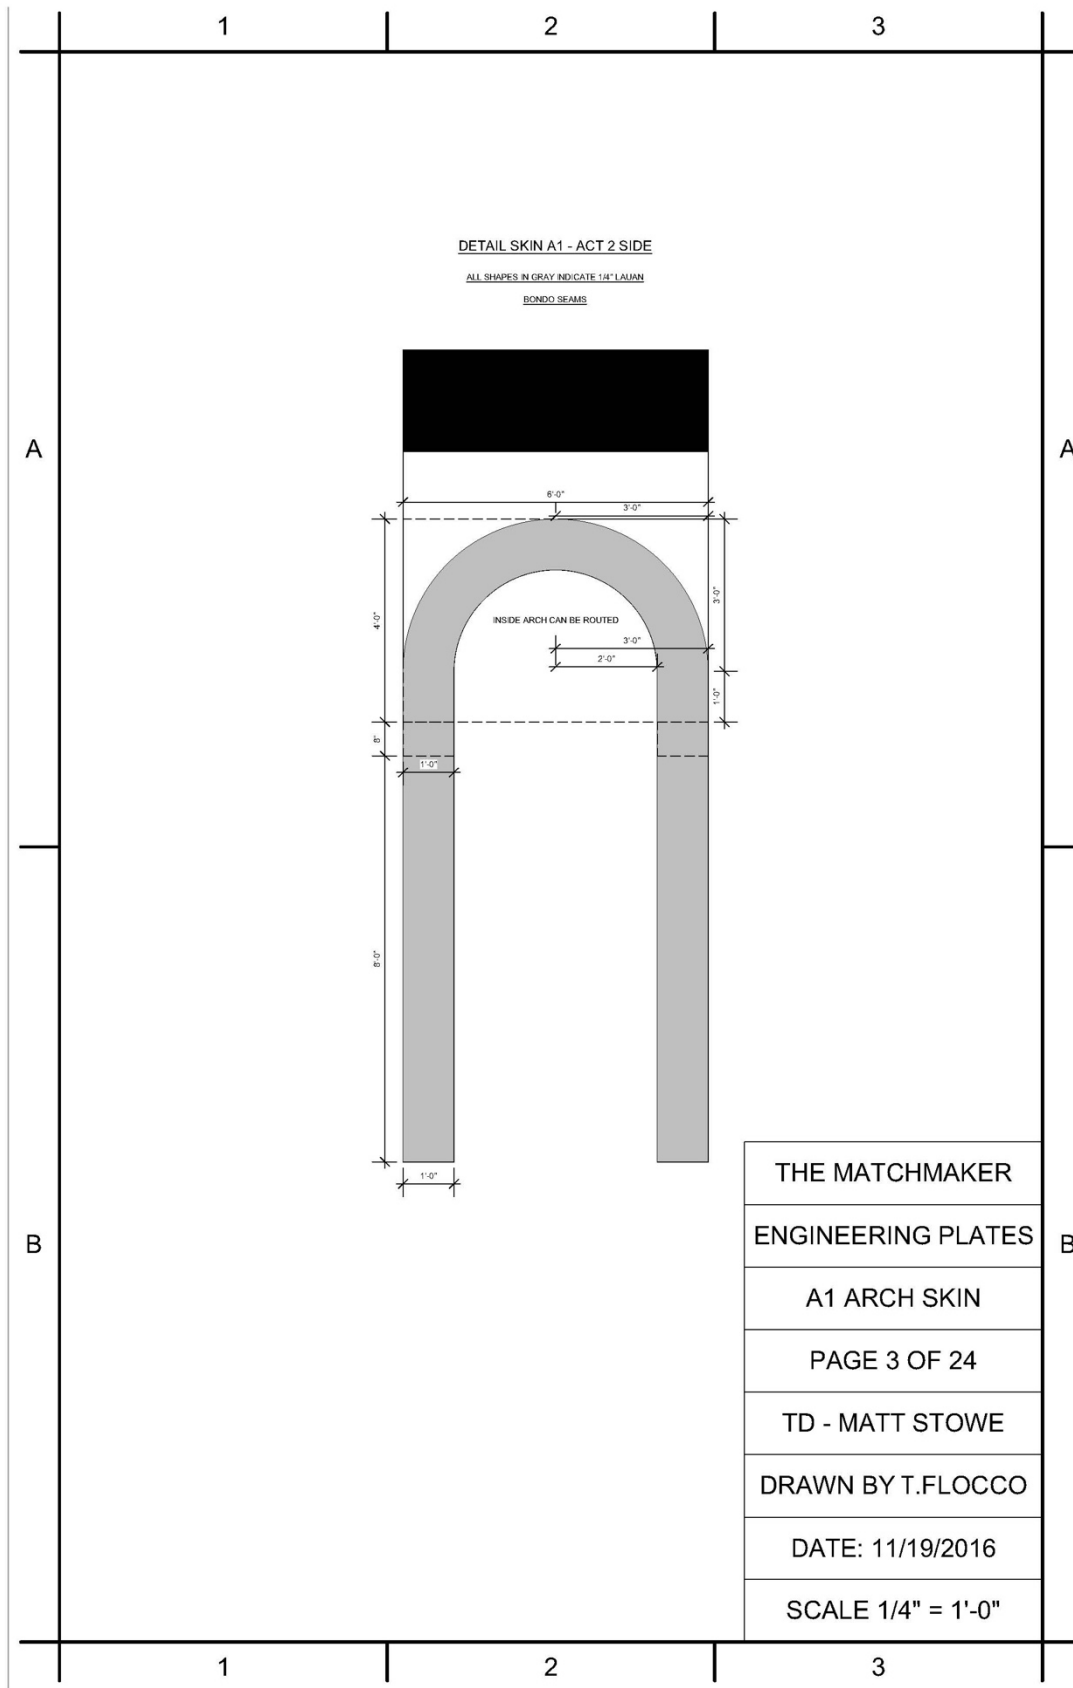 1 2 3
DETAIL SKIN A1 - ACT 2 SIDE
ALL SHAPES IN GRAY INDICATE 1/4" LAUAN
BONDO SEAMS
A A
6'-0"
3'-0"
4'-0"
3'-0"
INSIDE ARCH CAN BE ROUTED
3'-0"
2'-0"
1'-0"
8"
1'-0"
8'-0"
1'-0"
THE MATCHMAKER
ENGINEERING PLATES
B B
A1 ARCH SKIN
PAGE 3 OF 24
TD - MATT STOWE
DRAWN BY T.FLOCCO
DATE: 11/19/2016
SCALE 1/4" = 1'-0"
1 2 3